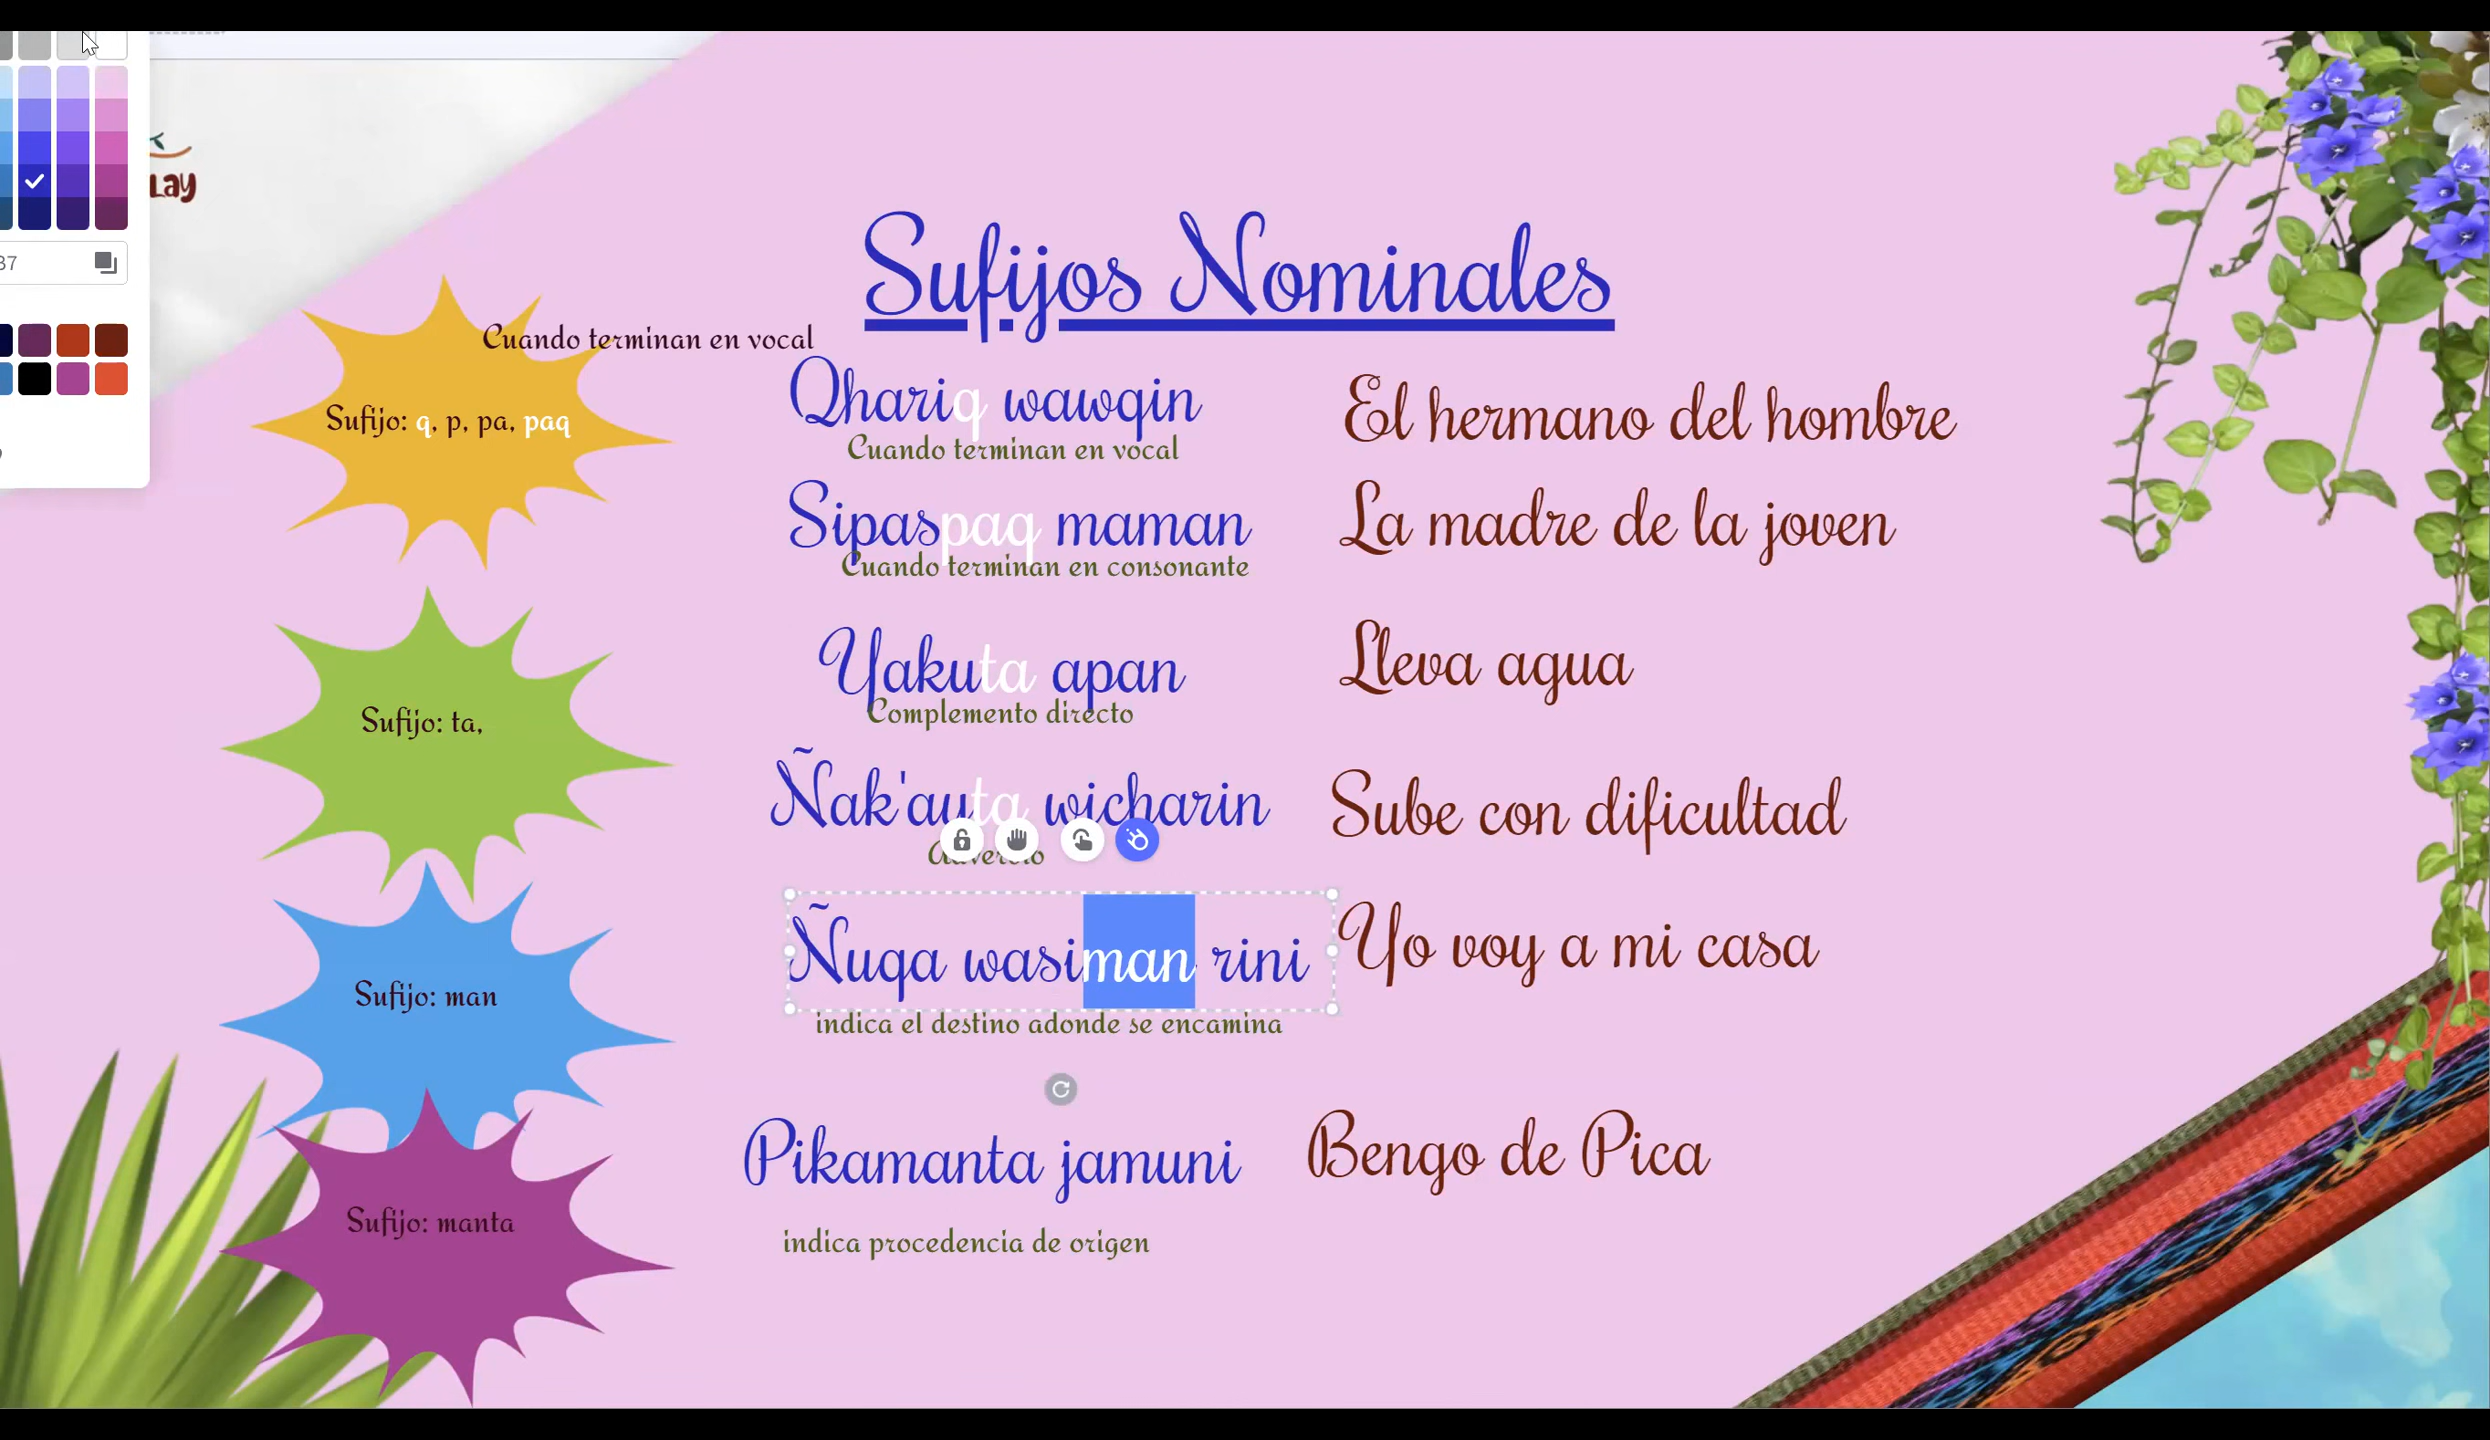 Lay
37
Sufijos Nominales
Cuando terminan en vocal
Sufijo: q, p, pa, paq
Qhariq wawqin
El hermano del hombre
Cuando terminan en vocal
Sipaspaq maman
La madre de la joven
Cuando terminan en consonante
Sufijo: ta,
Yakuta apan
Lleva agua
Complemento directo
Ñak'auta wicharin
Sube con dificultad
Sufijo: man
Ñuqa wasiman rini
Yo voy a mi casa
indica el destino adonde se encamina
Sufijo: manta
Pikamanta jamuni
Bengo de Pica
indica procedencia de origen